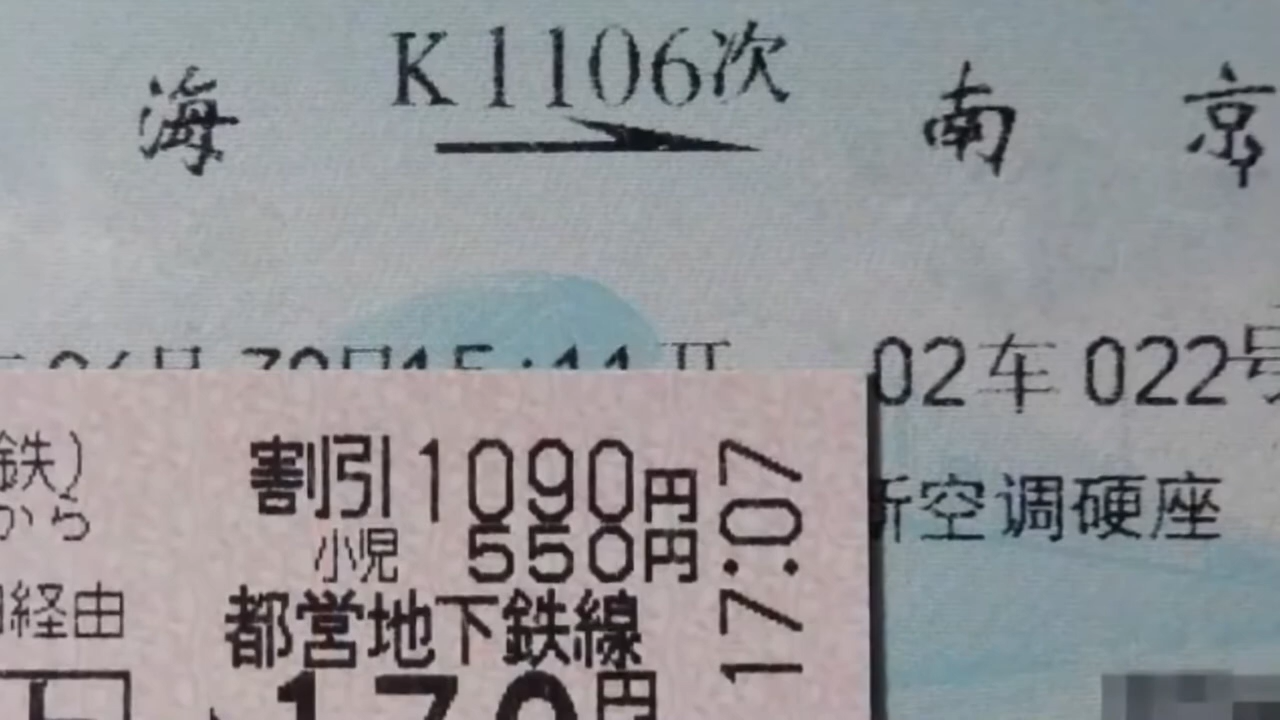 K1106次
海 南 京
02车 022号
空调硬座
鉄)
から
経由
割引1090円
小児 550円
都営地下鉄線
17:07